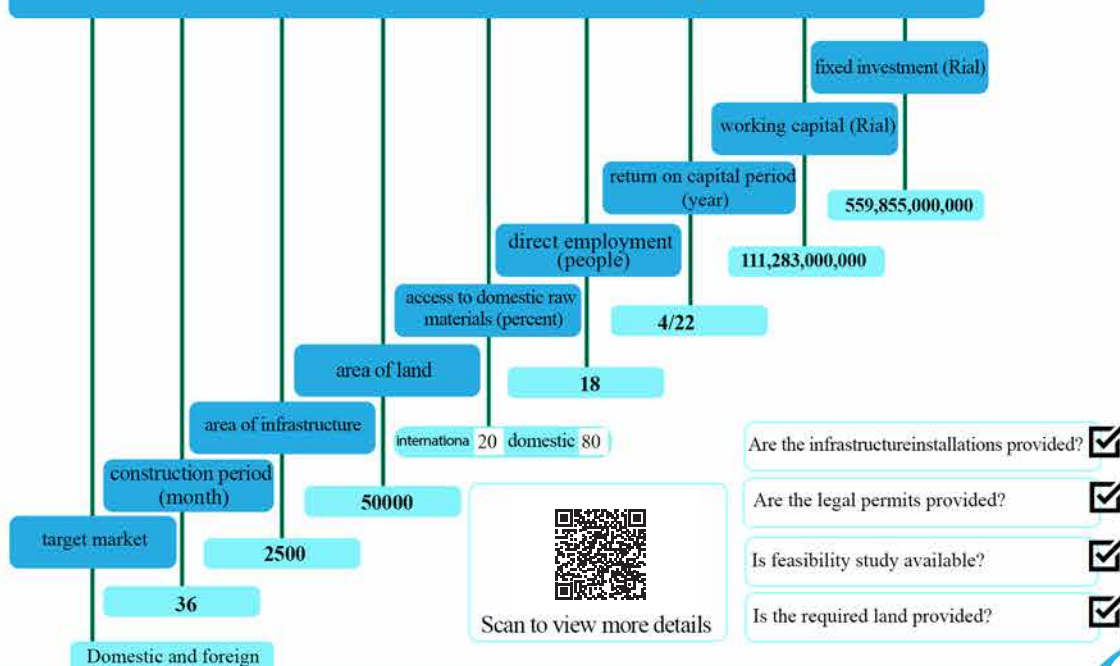 fixed investment (Rial)
559,855,000,000
working capital (Rial)
111,283,000,000
return on capital period
(year)
4/22
direct employment
(people)
18
access to domestic raw
materials (percent)
internationa 20 domestic 80
area of land
50000
area of infrastructure
2500
construction period
(month)
36
target market
Domestic and foreign
Scan to view more details
Are the infrastructureinstallations provided?
Are the legal permits provided?
Is feasibility study available?
Is the required land provided?